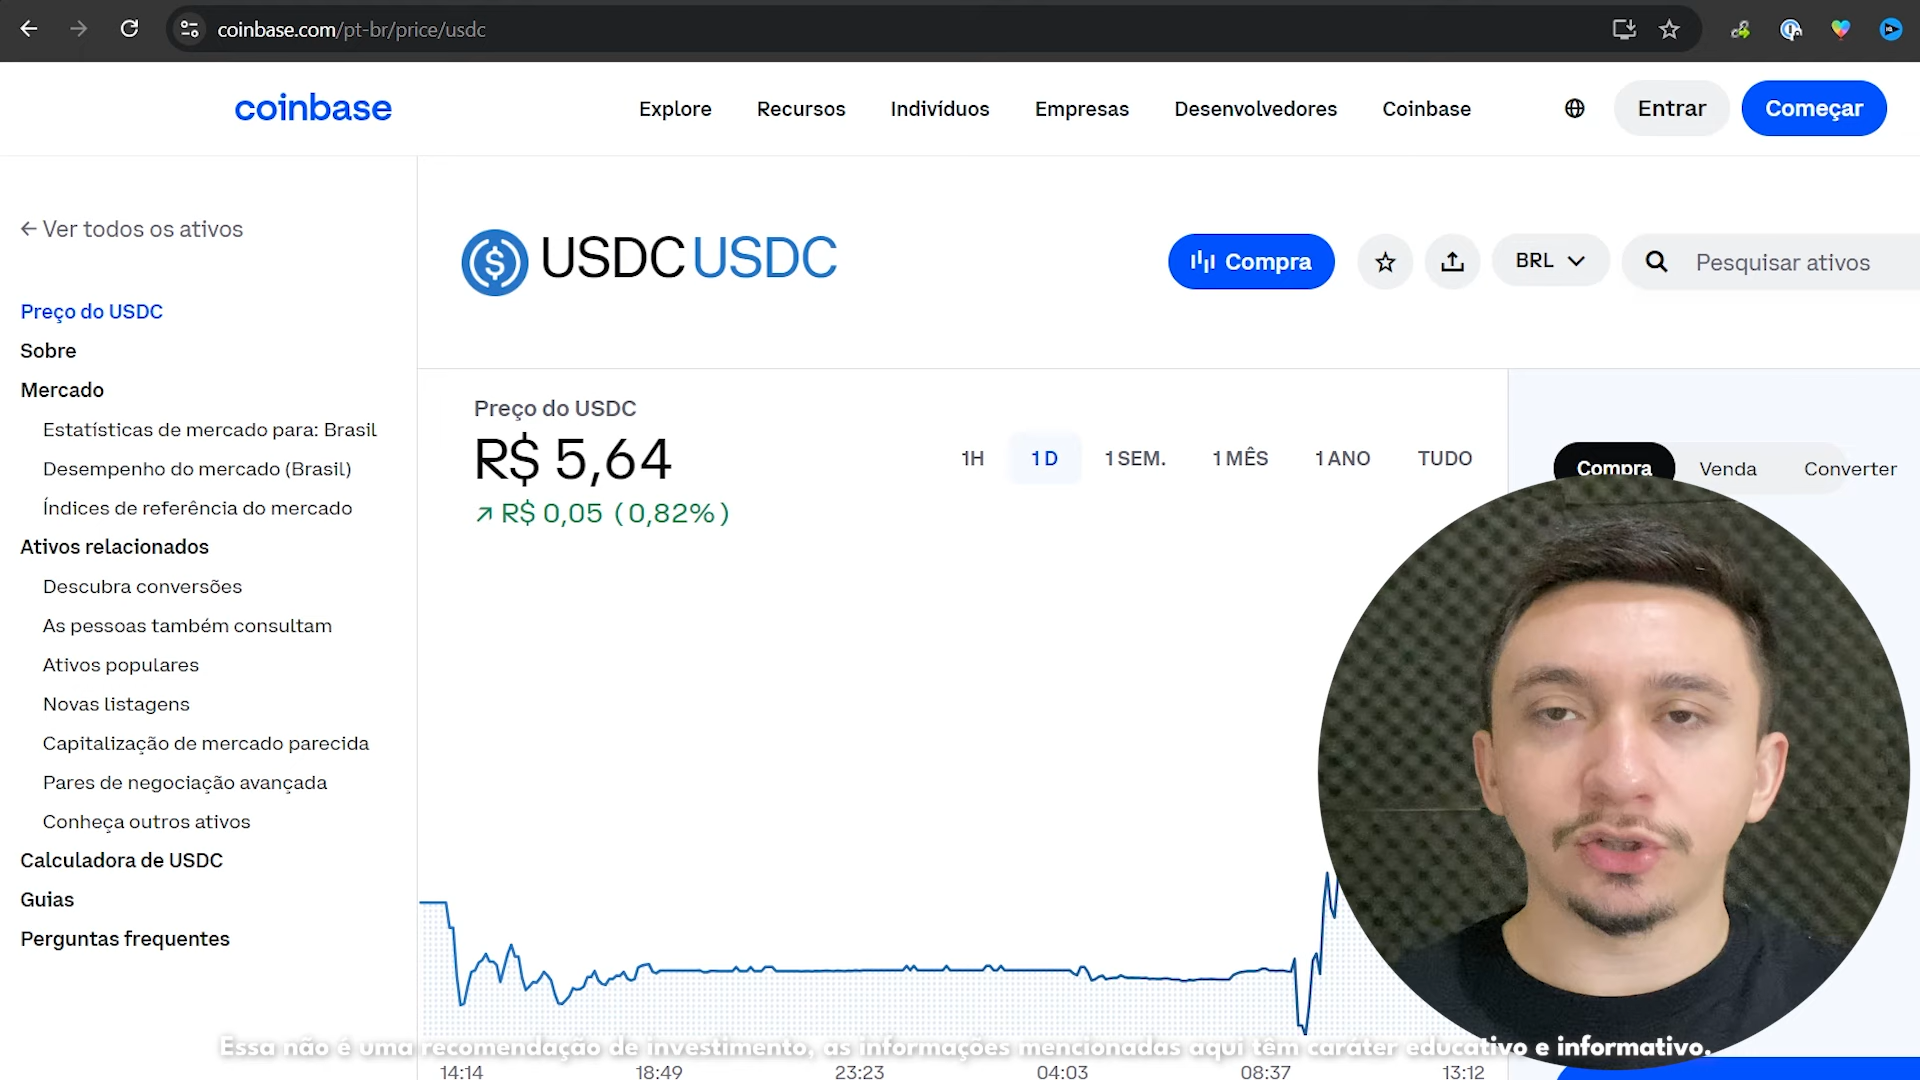 coinbase.com/pt-br/price/usdc
coinbase
Explore
Recursos
Indivíduos
Empresas
Desenvolvedores
Coinbase
Entrar
Começar
← Ver todos os ativos
USDC USDC
Compra
BRL
Pesquisar ativos
Preço do USDC
Sobre
Mercado
Estatísticas de mercado para: Brasil
Desempenho do mercado (Brasil)
Índices de referência do mercado
Ativos relacionados
Descubra conversões
As pessoas também consultam
Ativos populares
Novas listagens
Capitalização de mercado parecida
Pares de negociação avançada
Conheça outros ativos
Calculadora de USDC
Guias
Perguntas frequentes
Preço do USDC
R$ 5,64
↗ R$ 0,05 (0,82%)
1H
1D
1 SEM.
1 MÊS
1 ANO
TUDO
Compra
Venda
Converter
Essa não é uma recomendação de investimento, as informações mencionadas aqui têm caráter educativo e informativo.
14:14
18:49
23:23
04:03
08:37
13:12